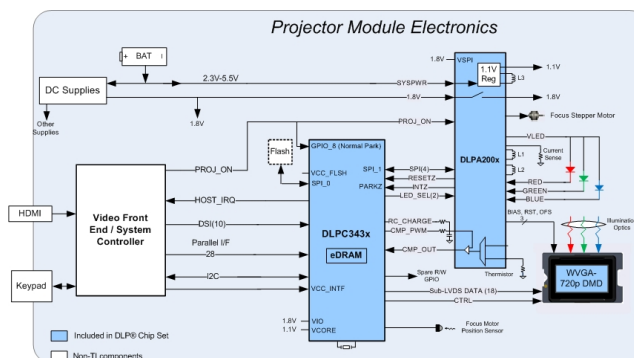 Projector Module Electronics
+ BAT -
DC Supplies
2.3V-5.5V
SYSPWR
1.8V
Other
Supplies
1.8V
1.8V
1.8V
VSPI
1.1V
Reg
1.1V
L3
1.8V
PROJ_ON
Focus Stepper Motor
VLED
Current
Sense
DLPA200x
L1
L2
RED
GREEN
BLUE
BIAS, RST, OFS
3
Illumination
Optics
Flash
GPIO_8 (Normal Park)
VCC_FLSH
SPI_0
SPI_1
SPI(4)
RESETZ
PARKZ
INTZ
LED_SEL(2)
PROJ_ON
HOST_IRQ
HDMI
Video Front
End / System
Controller
DSI(10)
Parallel I/F
28
I2C
Keypad
DLPC343x
eDRAM
RC_CHARGE
CMP_PWM
CMP_OUT
Thermistor
Spare R/W
GPIO
VCC_INTF
Sub-LVDS DATA (18)
CTRL
WVGA-
720p DMD
1.8V
VIO
1.1V
VCORE
Focus Motor
Position Sensor
Included in DLP® Chip Set
Non-TI components